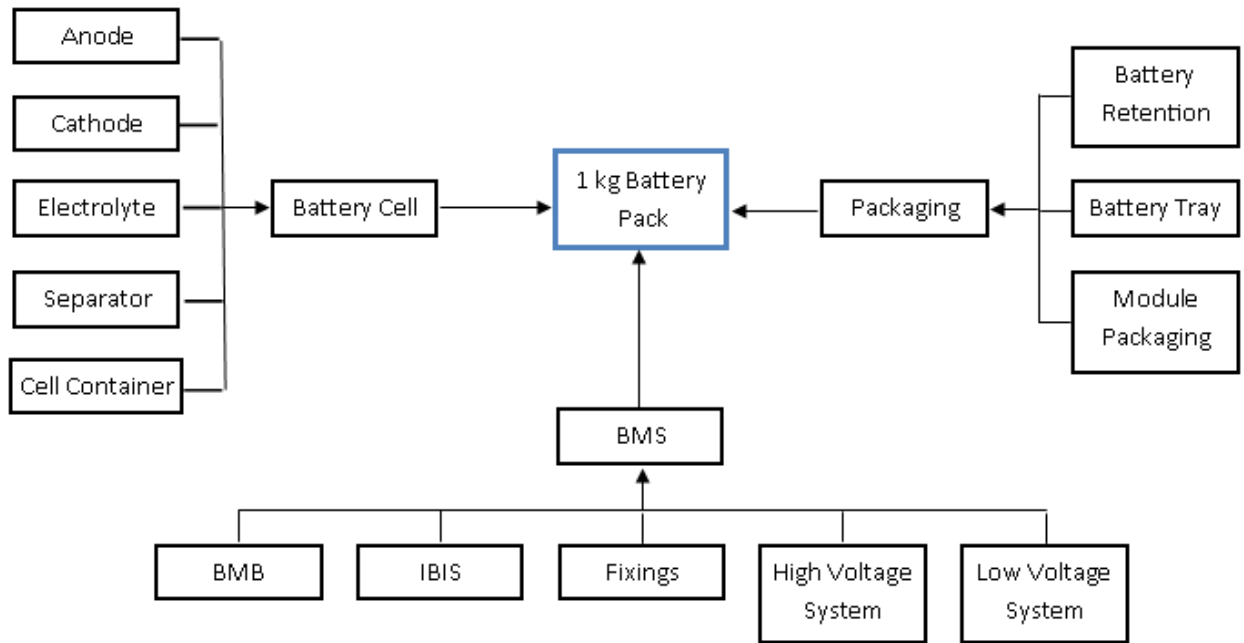 Anode
Cathode
Electrolyte
Separator
Cell Container
Battery Cell
1 kg Battery
Pack
Packaging
Battery
Retention
Battery Tray
Module
Packaging
BMS
BMB
IBIS
Fixings
High Voltage
System
Low Voltage
System